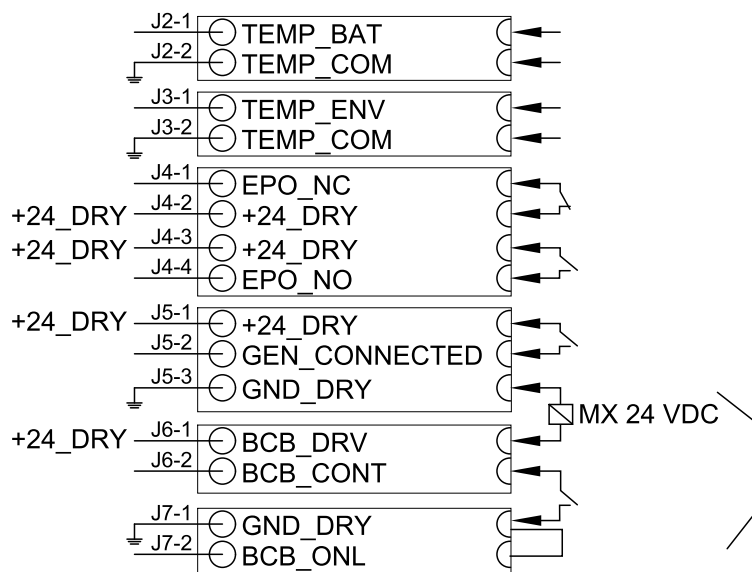 J2-1 TEMP_BAT
J2-2 TEMP_COM
J3-1 TEMP_ENV
J3-2 TEMP_COM
J4-1 EPO_NC
+24_DRY J4-2 +24_DRY
+24_DRY J4-3 +24_DRY
J4-4 EPO_NO
+24_DRY J5-1 +24_DRY
J5-2 GEN_CONNECTED
J5-3 GND_DRY
MX 24 VDC
+24_DRY J6-1 BCB_DRV
J6-2 BCB_CONT
J7-1 GND_DRY
J7-2 BCB_ONL